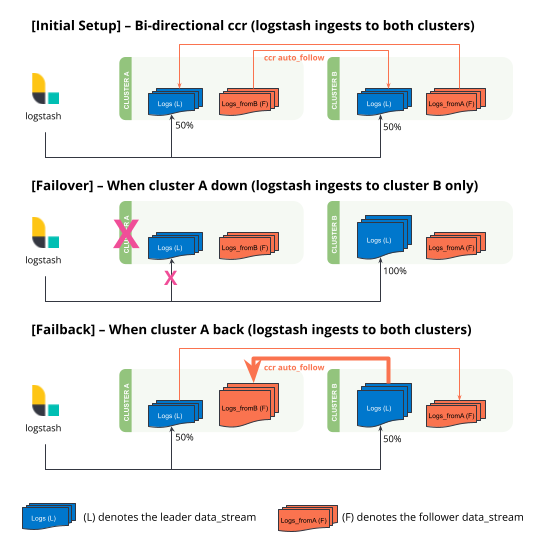 [Initial Setup] – Bi-directional ccr (logstash ingests to both clusters)
ccr auto_follow
CLUSTER A
Logs (L)
Logs_fromB (F)
CLUSTER B
Logs (L)
Logs_fromA (F)
logstash
50%
50%
[Failover] – When cluster A down (logstash ingests to cluster B only)
CLUSTER A
X
Logs (L)
Logs_fromB (F)
CLUSTER B
Logs (L)
Logs_fromA (F)
logstash
X
100%
[Failback] – When cluster A back (logstash ingests to both clusters)
ccr auto_follow
CLUSTER A
Logs (L)
Logs_fromB (F)
CLUSTER B
Logs (L)
Logs_fromA (F)
logstash
50%
50%
Logs (L)
(L) denotes the leader data_stream
Logs_fromA (F)
(F) denotes the follower data_stream